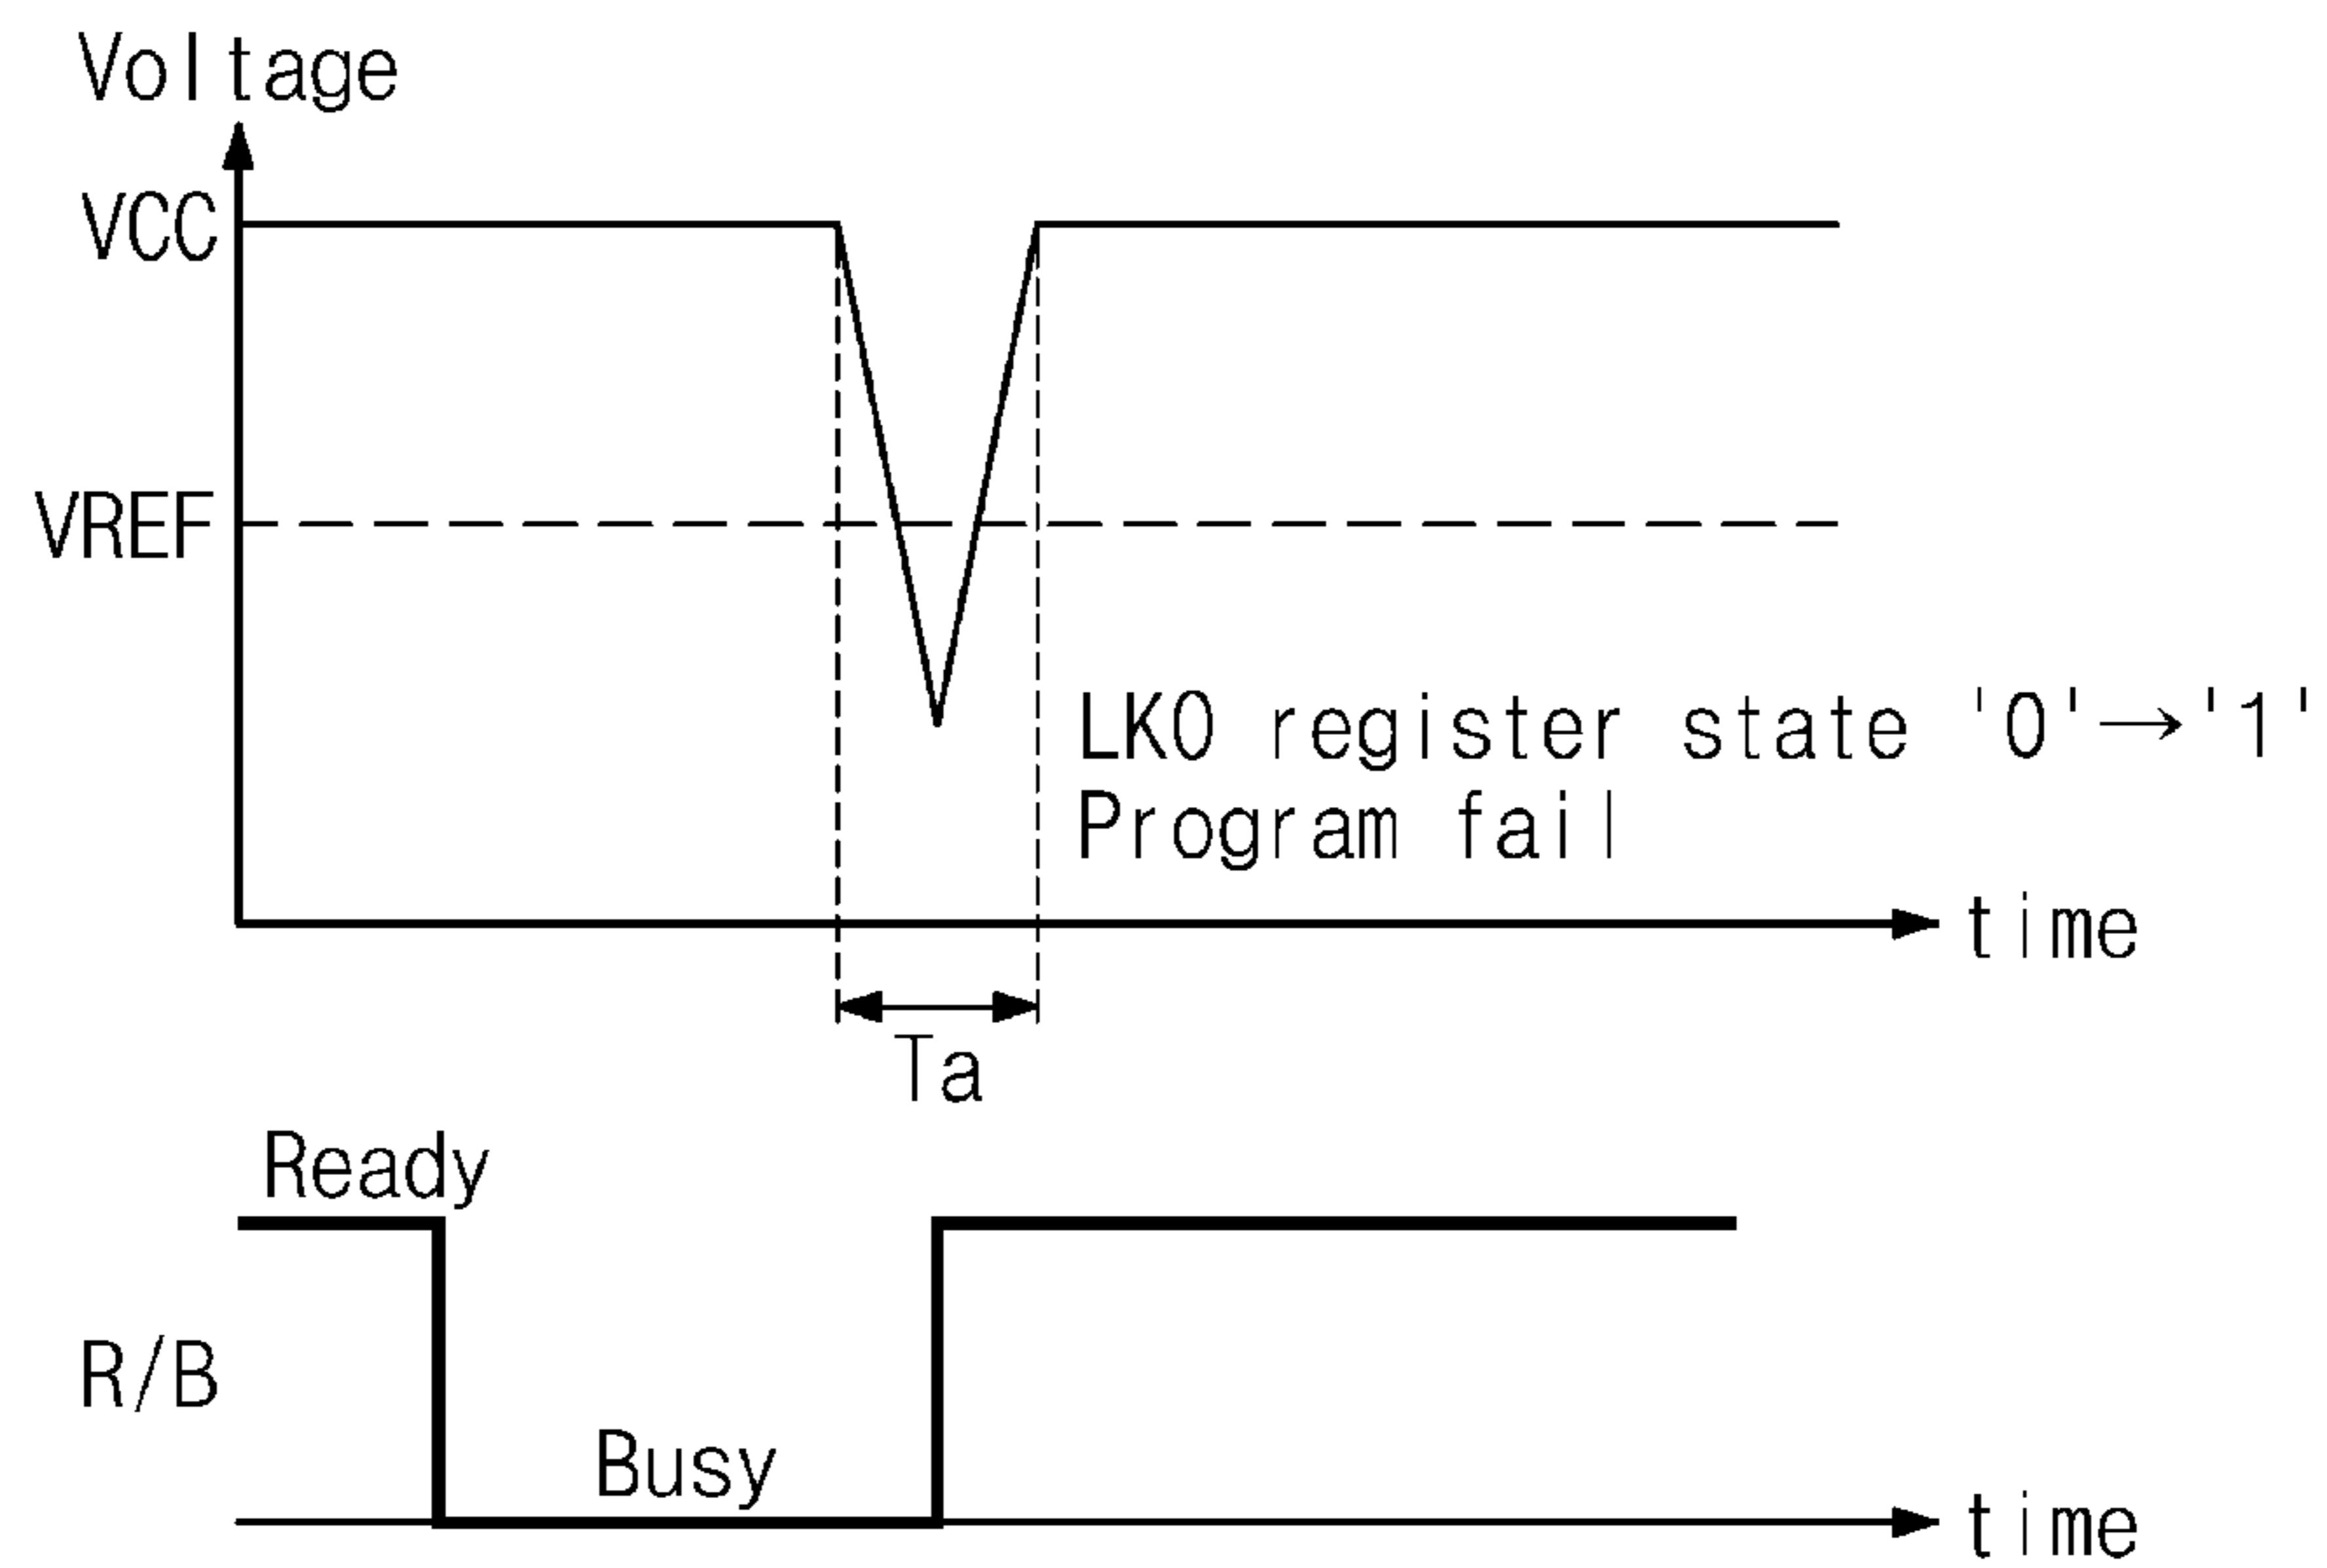 Voltage
VCC
VREF
LKO register state '0'→'1'
Program fail
time
Ta
Ready
R/B
Busy
time